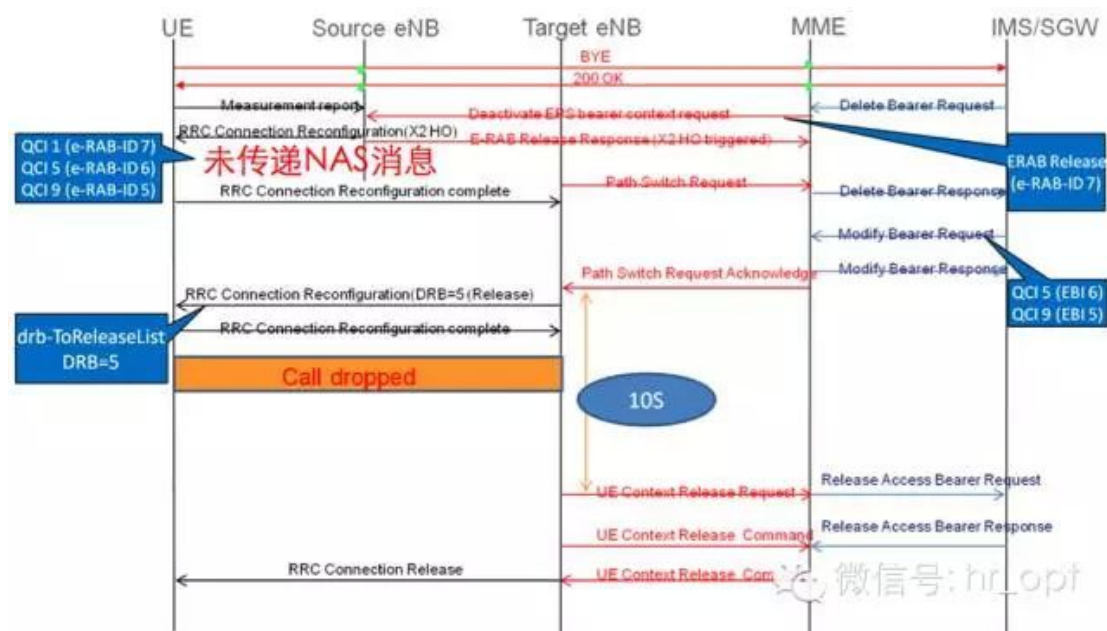 UE Source eNB Target eNB MME IMS/SGW
BYE
200 OK
Measurement report
Deactivate EPS bearer context request
Delete Bearer Request
RRC Connection Reconfiguration(X2 HO)
E-RAB Release Response (X2 HO triggered)
QCI 1 (e-RAB-ID 7)
QCI 5 (e-RAB-ID 6)
QCI 9 (e-RAB-ID 5)
未传递NAS消息
ERAB Release
(e-RAB-ID 7)
Path Switch Request
RRC Connection Reconfiguration complete
Delete Bearer Response
Modify Bearer Request
Path Switch Request Acknowledge
Modify Bearer Response
QCI 5 (EBI 6)
QCI 9 (EBI 5)
RRC Connection Reconfiguration(DRB=5 (Release)
drb-ToReleaseList
DRB=5
RRC Connection Reconfiguration complete
Call dropped
10S
UE Context Release Request
Release Access Bearer Request
UE Context Release Command
Release Access Bearer Response
RRC Connection Release
UE Context Release Com
微信号: hr_opt